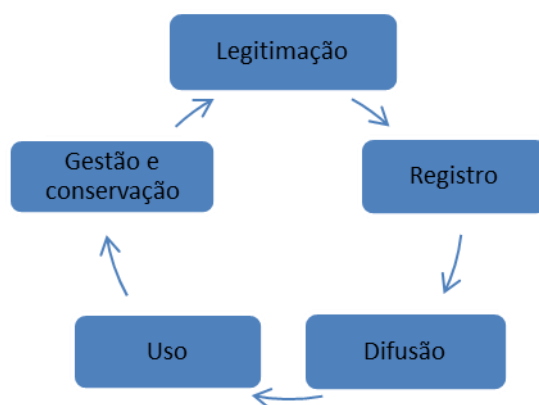 Legitimação
Registro
Difusão
Uso
Gestão e
conservação